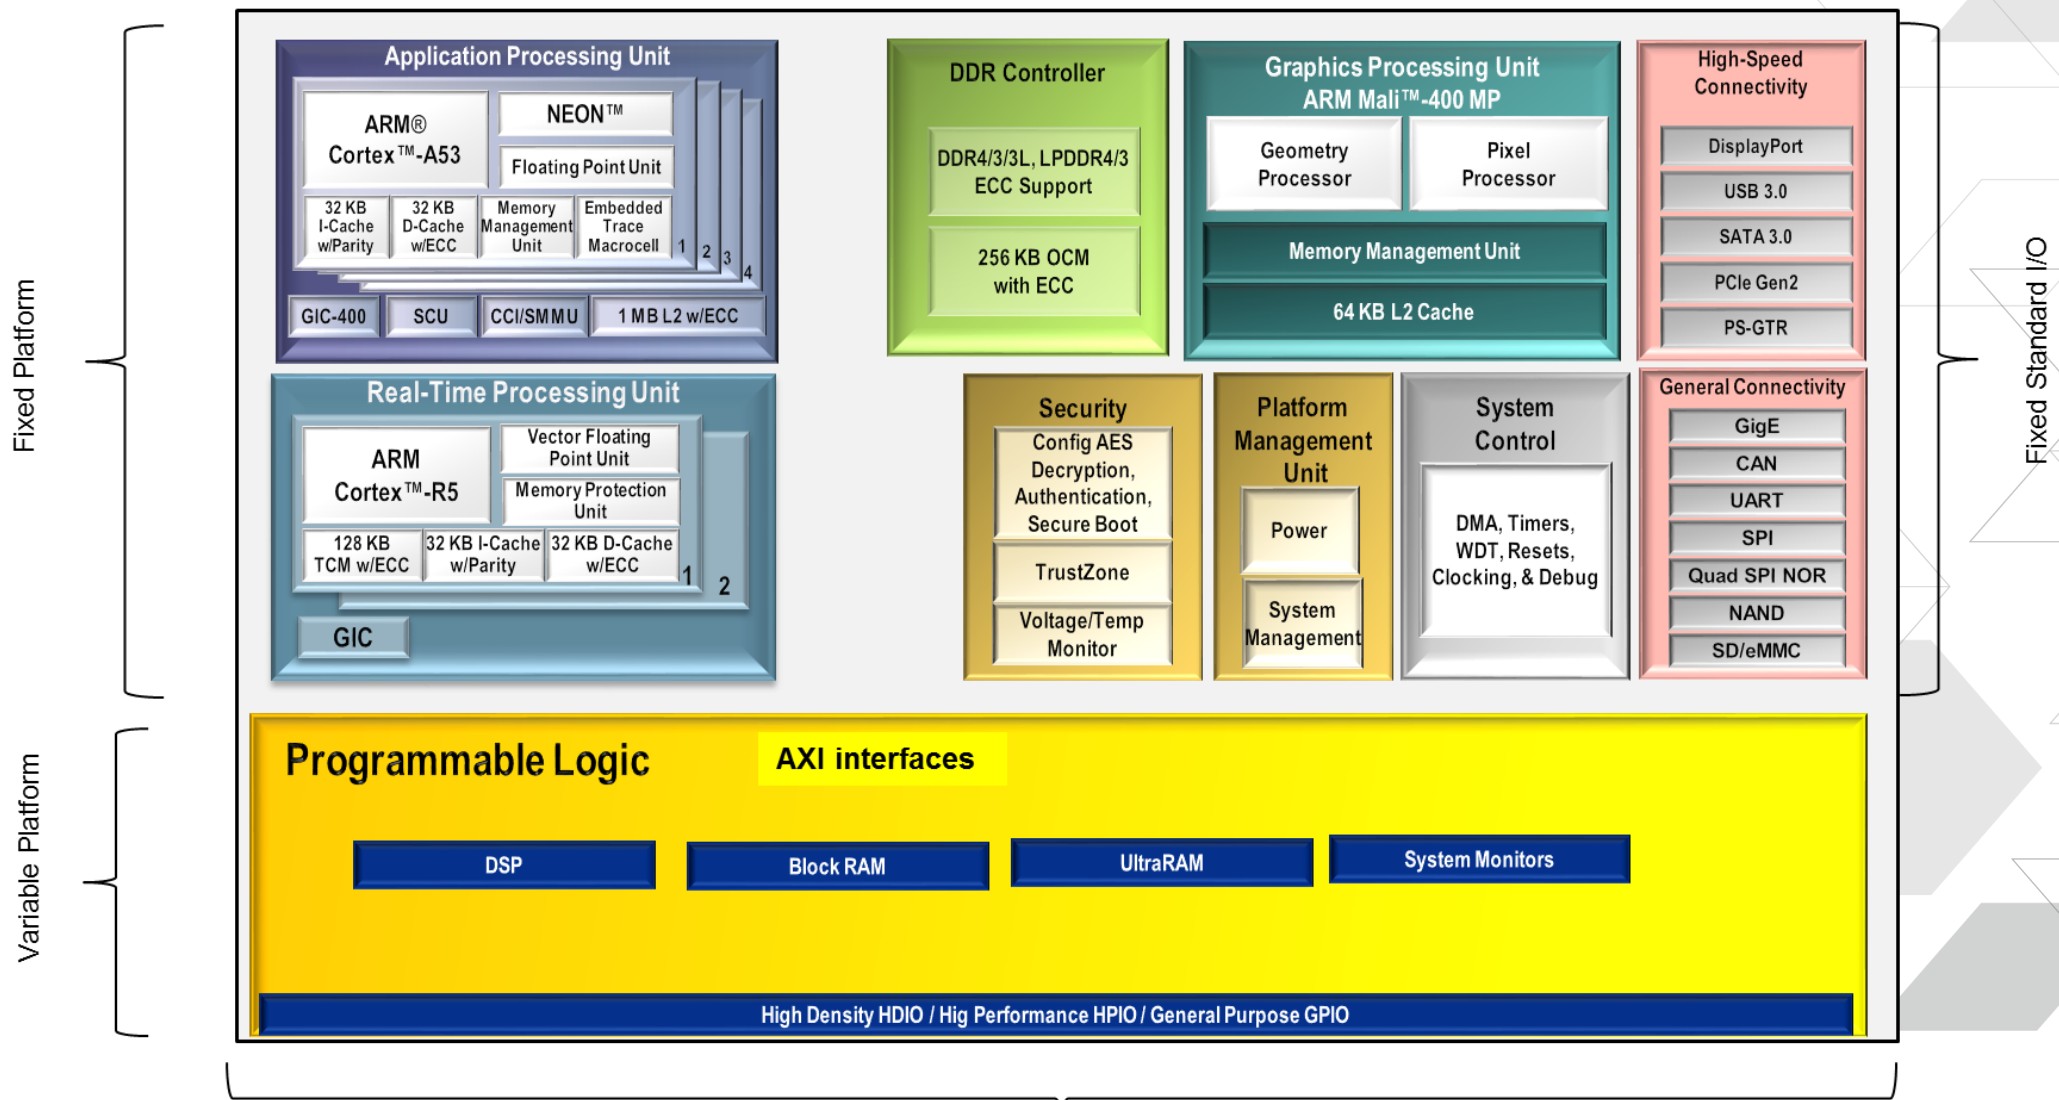 Fixed Platform
Variable Platform
Application Processing Unit
ARM®
Cortex™-A53
NEON™
Floating Point Unit
32 KB
I-Cache
w/Parity
32 KB
D-Cache
w/ECC
Memory
Management
Unit
Embedded
Trace
Macrocell
1
2
3
4
GIC-400
SCU
CCI/SMMU
1 MB L2 w/ECC
Real-Time Processing Unit
ARM
Cortex™-R5
Vector Floating
Point Unit
Memory Protection
Unit
128 KB
TCM w/ECC
32 KB I-Cache
w/Parity
32 KB D-Cache
w/ECC
1
2
GIC
DDR Controller
DDR4/3/3L, LPDDR4/3
ECC Support
256 KB OCM
with ECC
Graphics Processing Unit
ARM Mali™-400 MP
Geometry
Processor
Pixel
Processor
Memory Management Unit
64 KB L2 Cache
High-Speed
Connectivity
DisplayPort
USB 3.0
SATA 3.0
PCIe Gen2
PS-GTR
Security
Config AES
Decryption,
Authentication,
Secure Boot
TrustZone
Voltage/Temp
Monitor
Platform
Management
Unit
Power
System
Management
System
Control
DMA, Timers,
WDT, Resets,
Clocking, & Debug
General Connectivity
GigE
CAN
UART
SPI
Quad SPI NOR
NAND
SD/eMMC
Fixed Standard I/O
Programmable Logic
AXI interfaces
DSP
Block RAM
UltraRAM
System Monitors
High Density HDIO / Hig Performance HPIO / General Purpose GPIO